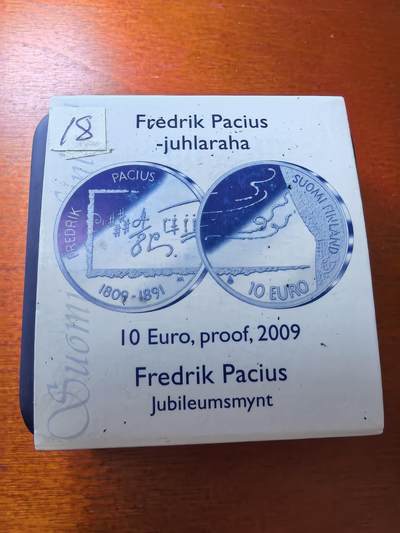 18
Fredrik Pacius
-juhlaraha
FREDRIK PACIUS
1809-1891
SUOMI FINLAND
10 EURO
10 Euro, proof, 2009
Fredrik Pacius
Jubileumsmynt
Suomi